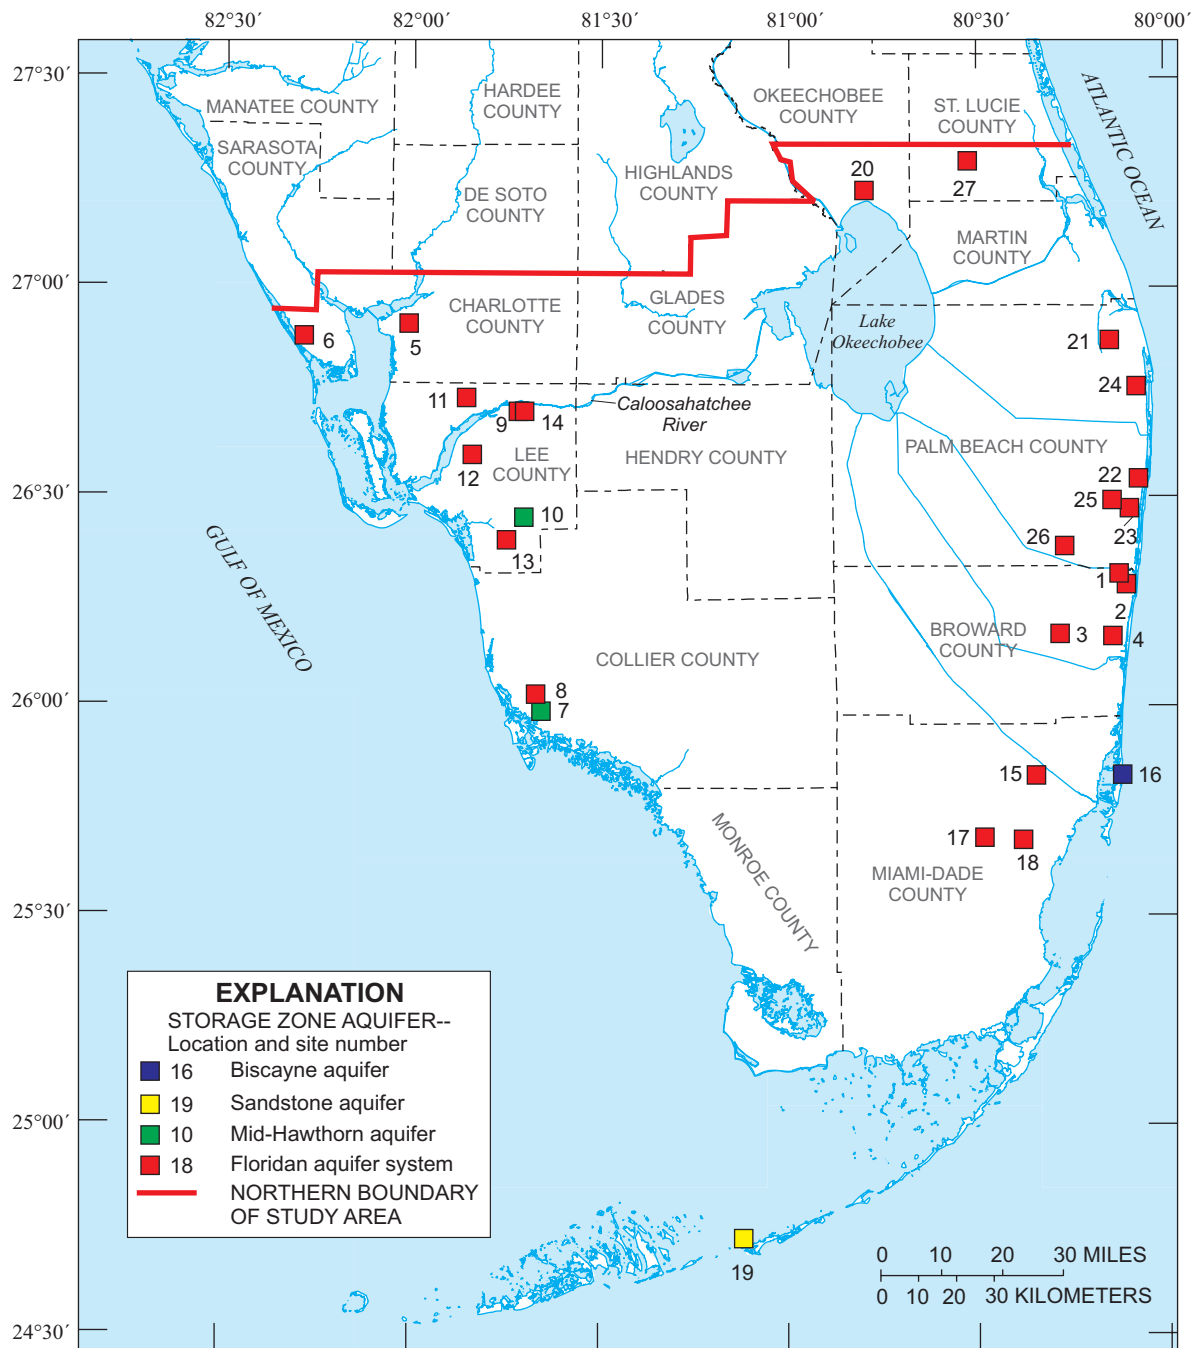 82°30´ 82°00´ 81°30´ 81°00´ 80°30´ 80°00´
27°30´
MANATEE COUNTY
HARDEE
COUNTY
OKEECHOBEE
COUNTY
ST. LUCIE
COUNTY
ATLANTIC OCEAN
SARASOTA
COUNTY
HIGHLANDS
COUNTY
DE SOTO
COUNTY
20
27
MARTIN
COUNTY
27°00´
CHARLOTTE
COUNTY
GLADES
COUNTY
Lake
Okeechobee
6
5
21
24
11
9
14
Caloosahatchee
River
12
LEE
COUNTY
HENDRY COUNTY
PALM BEACH COUNTY
22
26°30´
25
23
10
13
26
GULF OF MEXICO
1
2
BROWARD
COUNTY
3
4
COLLIER COUNTY
8
7
26°00´
15
16
17
18
MONROE COUNTY
MIAMI-DADE
COUNTY
25°30´
EXPLANATION
STORAGE ZONE AQUIFER--
Location and site number
16 Biscayne aquifer
19 Sandstone aquifer
10 Mid-Hawthorn aquifer
18 Floridan aquifer system
NORTHERN BOUNDARY
OF STUDY AREA
25°00´
19
0 10 20 30 MILES
0 10 20 30 KILOMETERS
24°30´